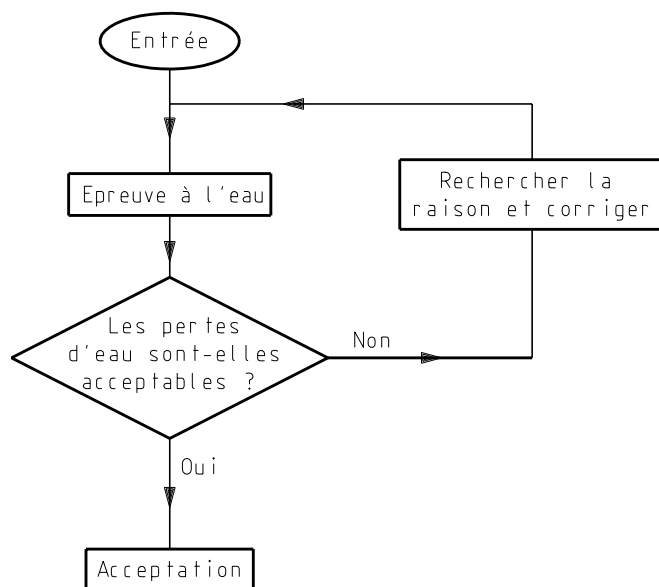 Entrée
Epreuve à l'eau
Rechercher la
raison et corriger
Les pertes
d'eau sont-elles
acceptables ?
Non
Oui
Acceptation